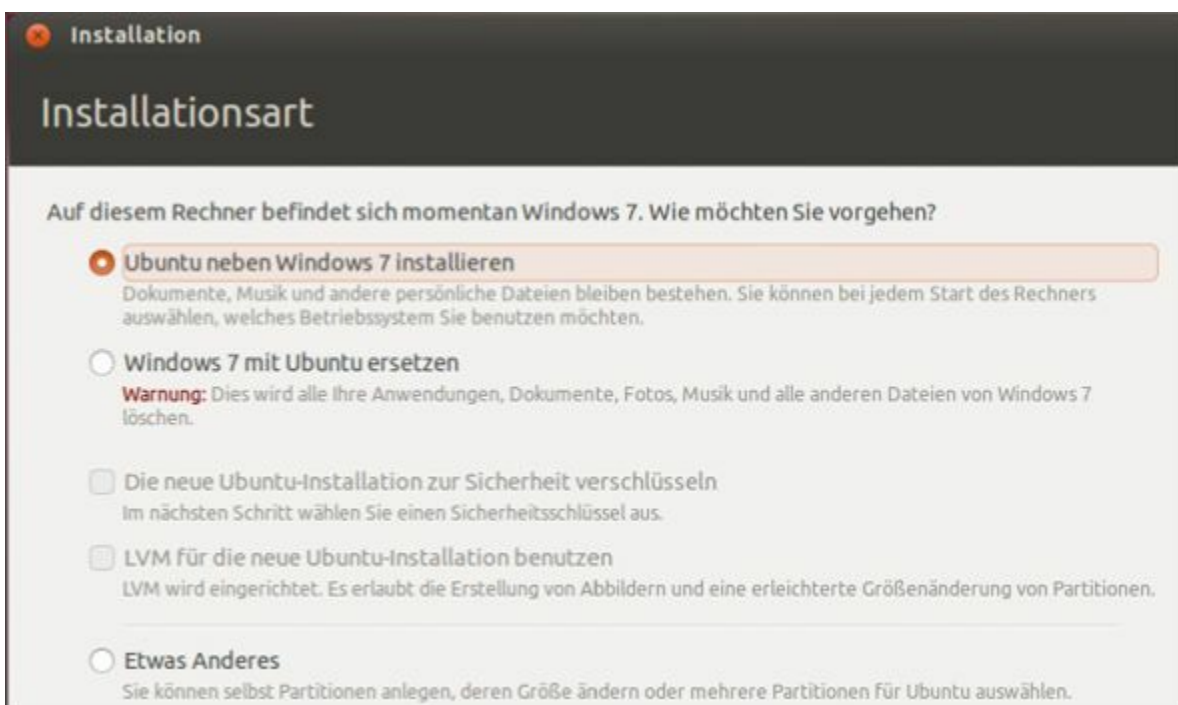 Installation
Installationsart
Auf diesem Rechner befindet sich momentan Windows 7. Wie möchten Sie vorgehen?
Ubuntu neben Windows 7 installieren
Dokumente, Musik und andere persönliche Dateien bleiben bestehen. Sie können bei jedem Start des Rechners
auswählen, welches Betriebssystem Sie benutzen möchten.
Windows 7 mit Ubuntu ersetzen
Warnung: Dies wird alle Ihre Anwendungen, Dokumente, Fotos, Musik und alle anderen Dateien von Windows 7
löschen.
Die neue Ubuntu-Installation zur Sicherheit verschlüsseln
Im nächsten Schritt wählen Sie einen Sicherheitsschlüssel aus.
LVM für die neue Ubuntu-Installation benutzen
LVM wird eingerichtet. Es erlaubt die Erstellung von Abbildern und eine erleichterte Größenänderung von Partitionen.
Etwas Anderes
Sie können selbst Partitionen anlegen, deren Größe ändern oder mehrere Partitionen für Ubuntu auswählen.